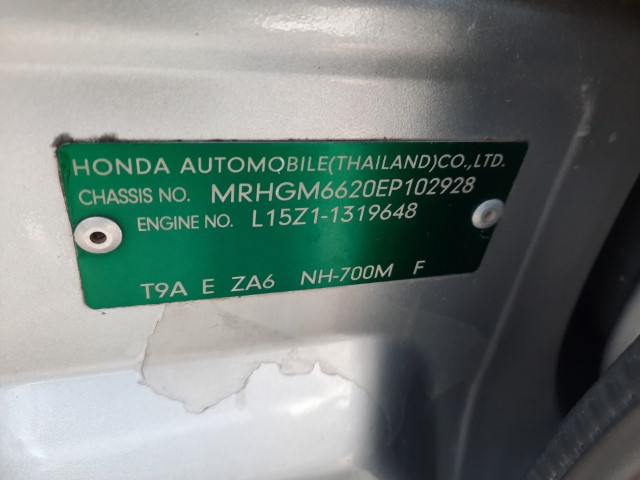 HONDA AUTOMOBILE(THAILAND)CO.,LTD.
CHASSIS NO. MRHGM6620EP102928
ENGINE NO. L15Z1-1319648
T9A E ZA6 NH-700M F